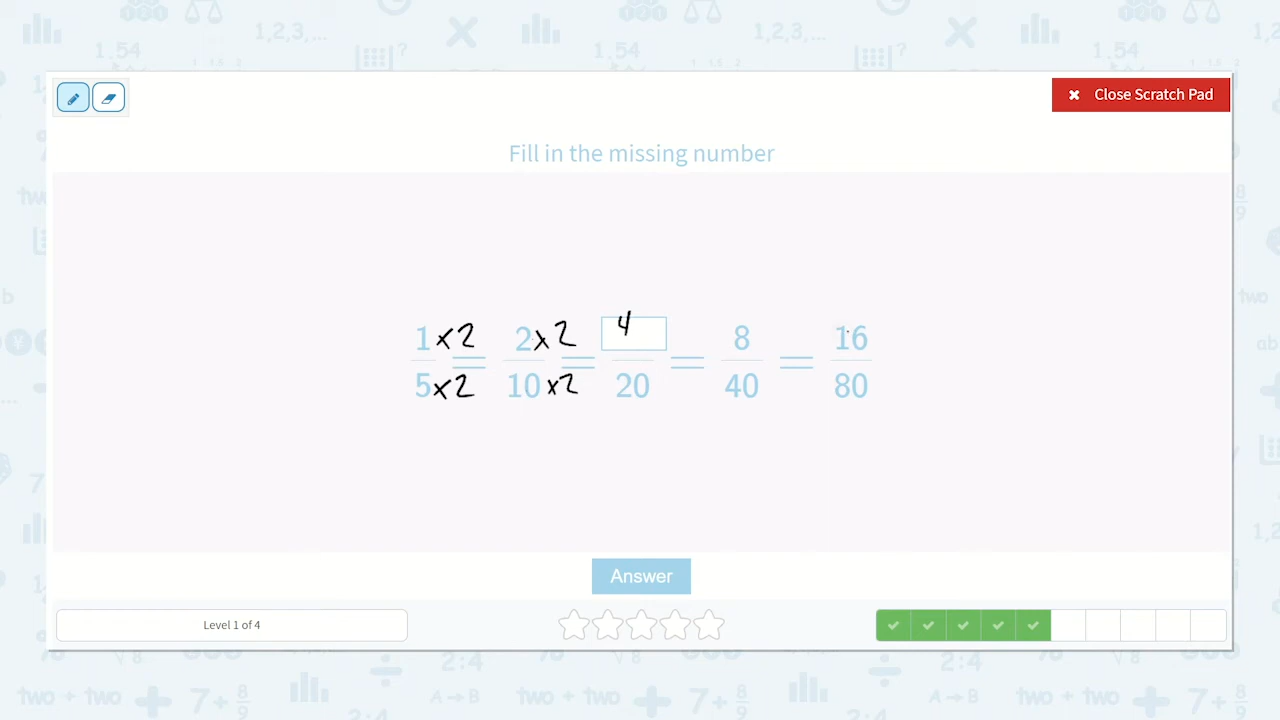 Close Scratch Pad
Fill in the missing number
1 ×2 2 ×2 4 8 16
= = = =
5 ×2 10 ×2 20 40 80
Answer
Level 1 of 4